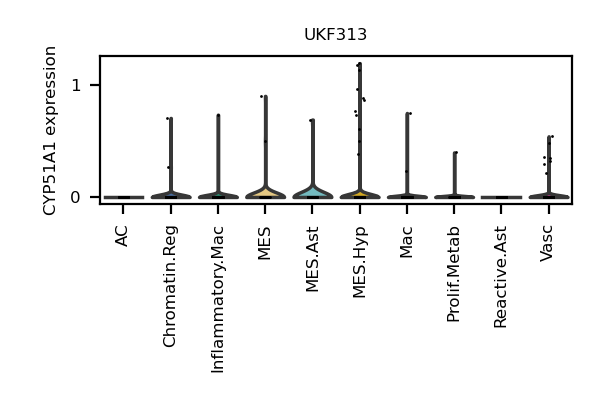 UKF313
CYP51A1 expression
1
0
AC
Chromatin.Reg
Inflammatory.Mac
MES
MES.Ast
MES.Hyp
Mac
Prolif.Metab
Reactive.Ast
Vasc